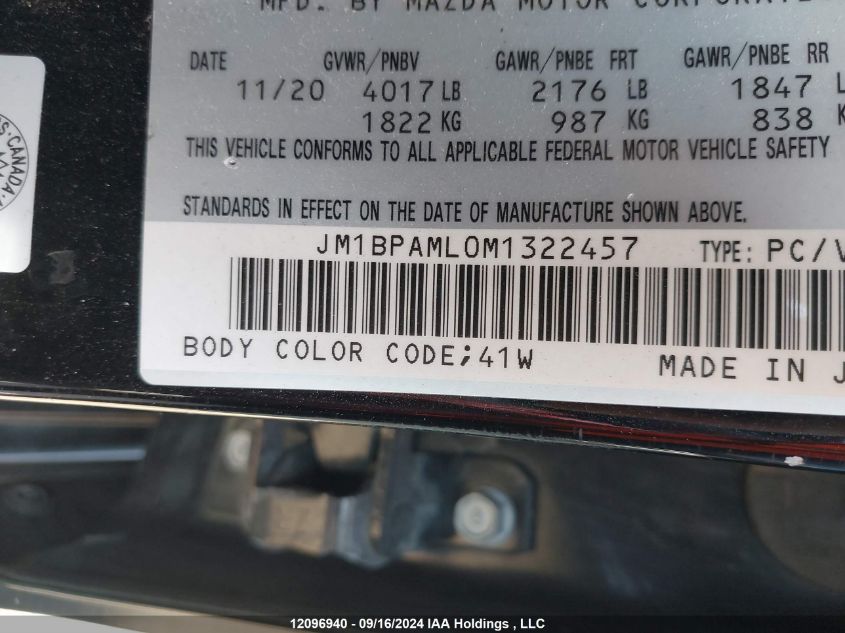 MFD. BY MAZDA MOTOR
DATE GVWR/PNBV GAWR/PNBE FRT GAWR/PNBE RR
11/20 4017 LB 2176 LB 1847
1822 KG 987 KG 838
THIS VEHICLE CONFORMS TO ALL APPLICABLE FEDERAL MOTOR VEHICLE SAFETY
STANDARDS IN EFFECT ON THE DATE OF MANUFACTURE SHOWN ABOVE.
JM1BPAML0M1322457 TYPE: PC/V
BODY COLOR CODE;41W MADE IN J
CANADA
12096940 - 09/16/2024 IAA Holdings , LLC